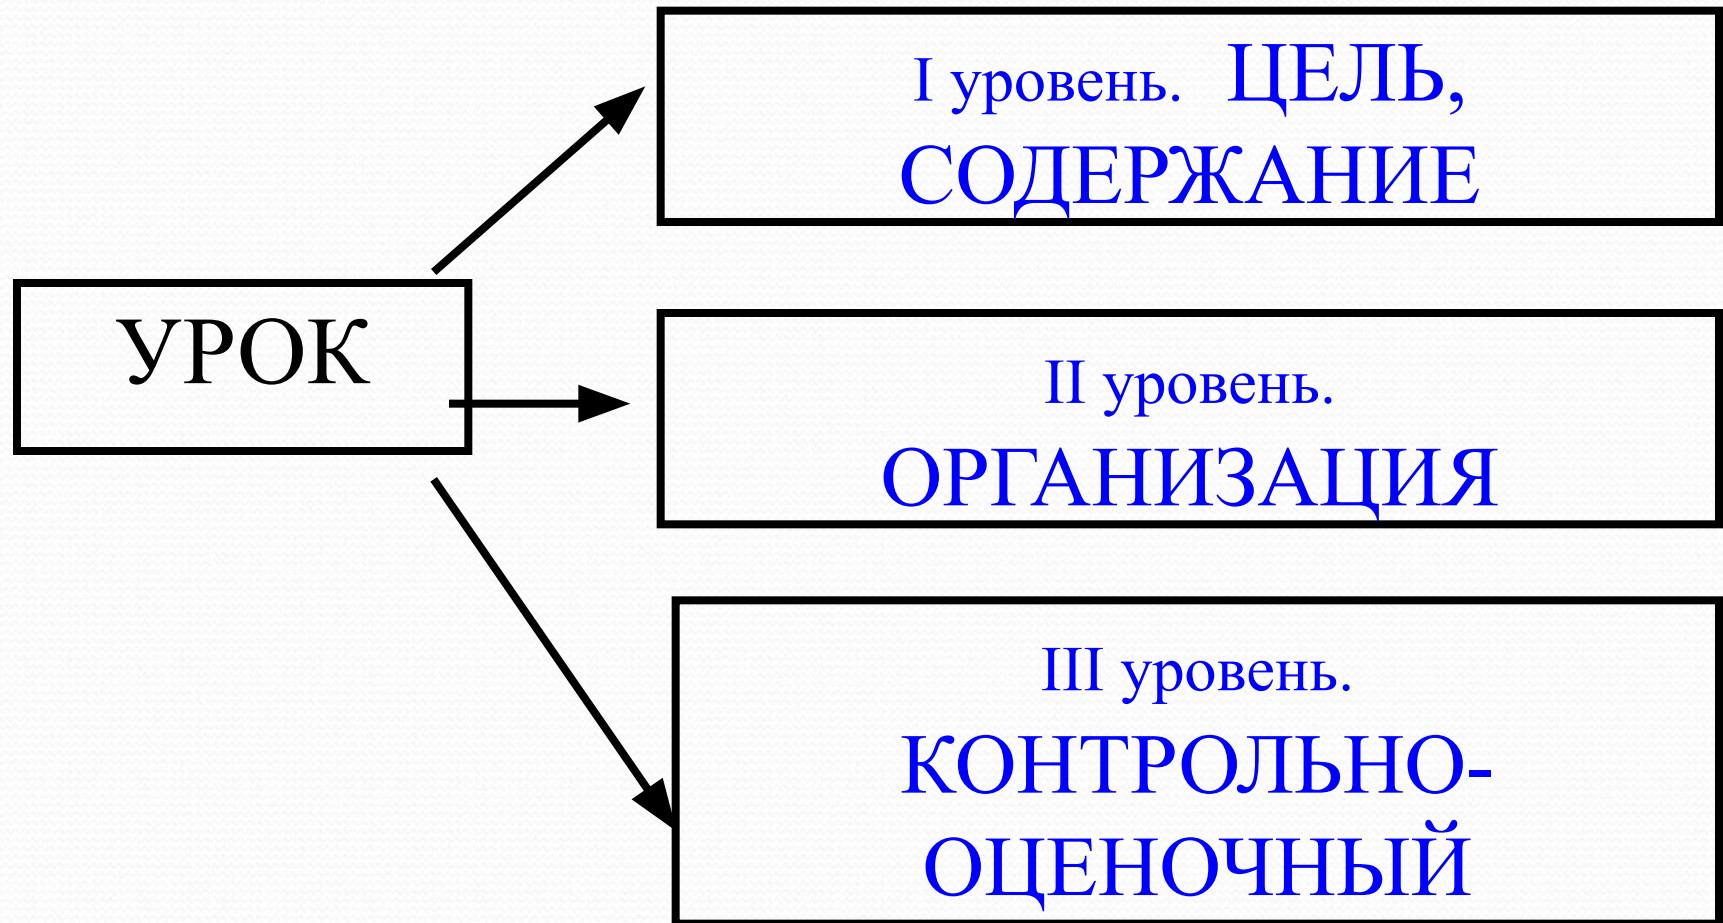 УРОК
I уровень. ЦЕЛЬ,
СОДЕРЖАНИЕ
II уровень.
ОРГАНИЗАЦИЯ
III уровень.
КОНТРОЛЬНО-
ОЦЕНОЧНЫЙ